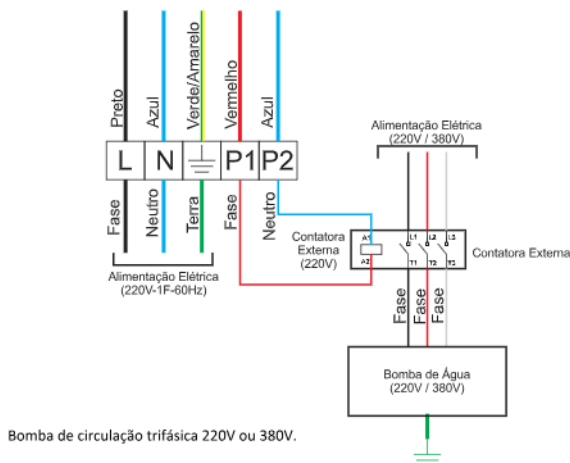 Preto
Azul
Verde/Amarelo
Vermelho
Azul
L N P1 P2
Fase
Neutro
Terra
Fase
Neutro
Alimentação Elétrica
(220V-1F-60Hz)
Alimentação Elétrica
(220V / 380V)
Contatora
Externa
(220V)
A1
A2
L1 L2 L3
T1 T2 T3
Contatora Externa
Fase
Fase
Fase
Bomba de Água
(220V / 380V)
Bomba de circulação trifásica 220V ou 380V.